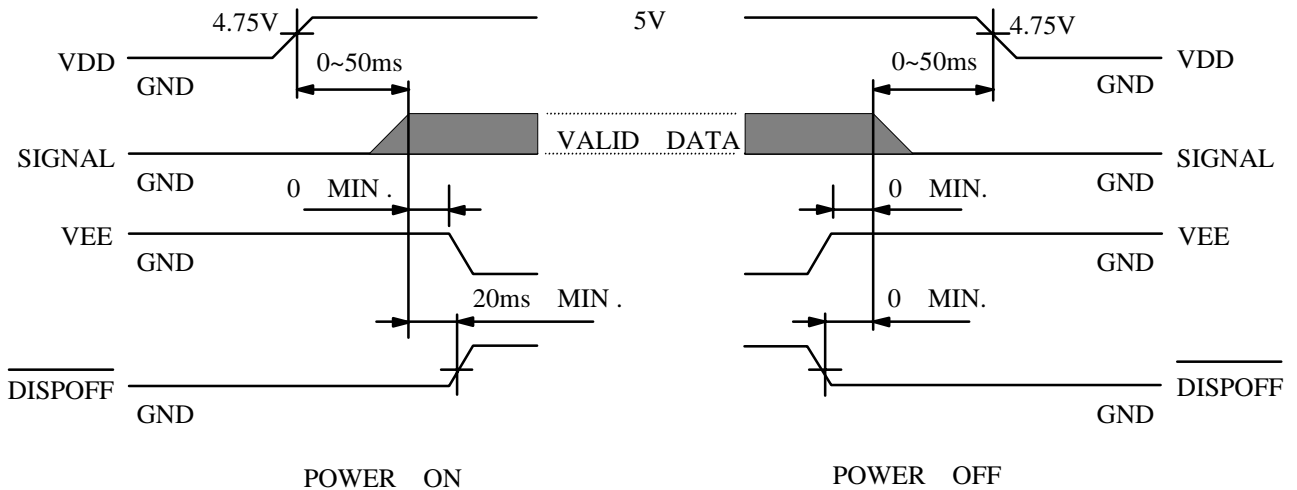 4.75V 5V 4.75V
VDD 0~50ms 0~50ms VDD
GND GND
VALID DATA
SIGNAL SIGNAL
GND GND
0 MIN . 0 MIN.
VEE VEE
GND GND
20ms MIN . 0 MIN.
DISPOFF DISPOFF
GND GND
POWER ON POWER OFF